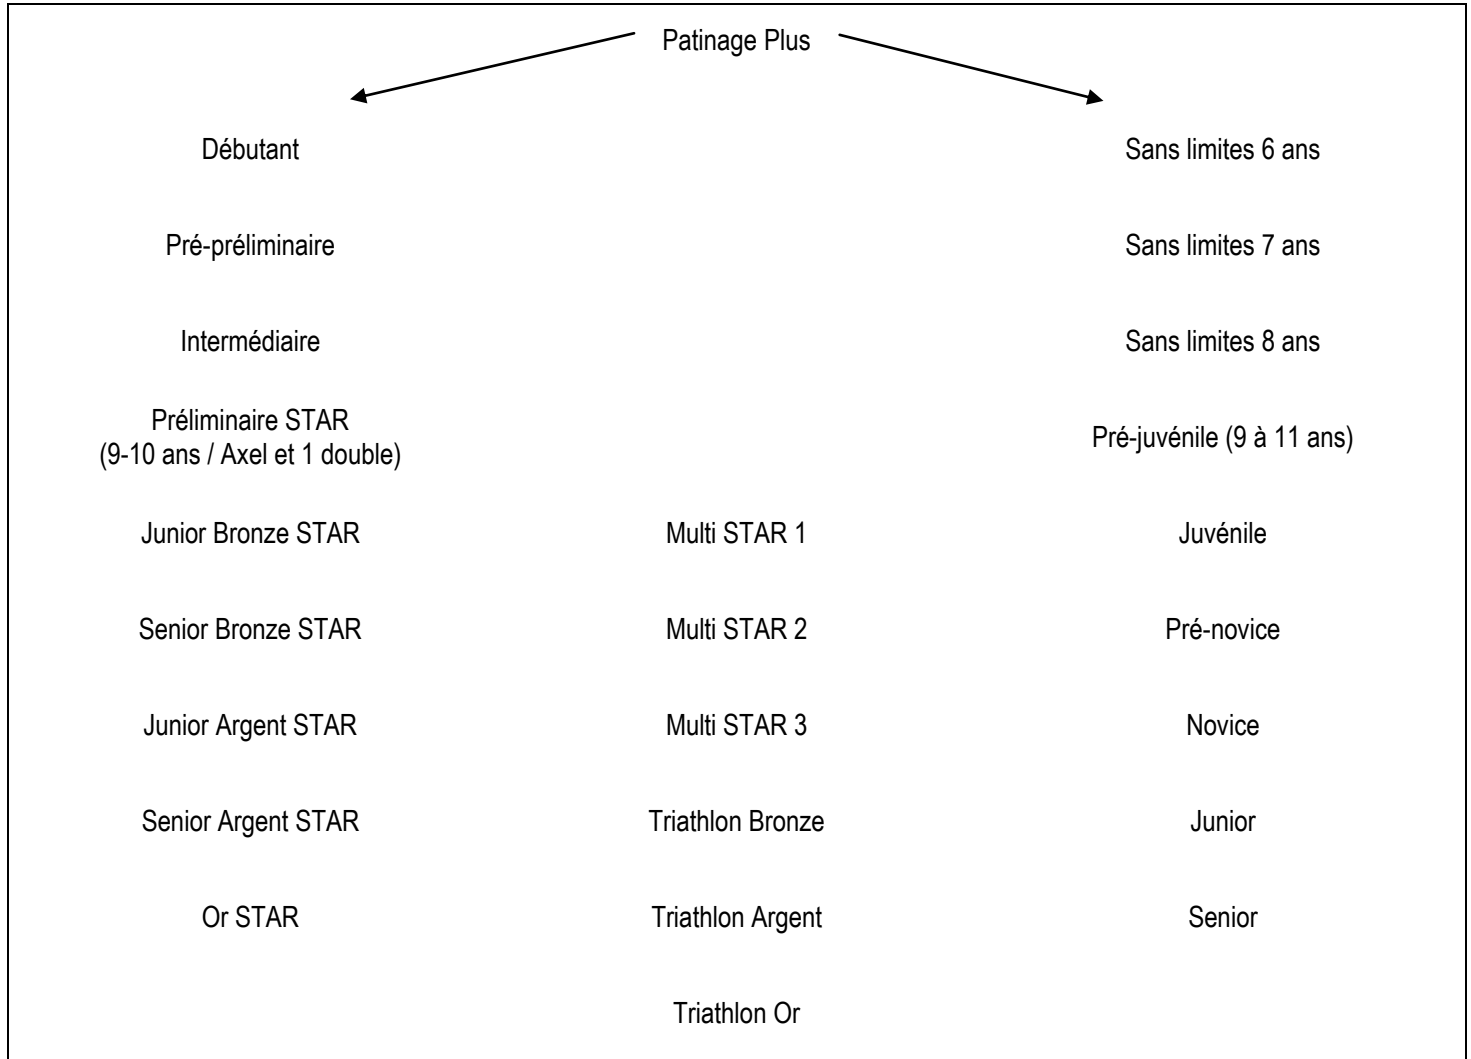 Patinage Plus
Débutant
Sans limites 6 ans
Pré-préliminaire
Sans limites 7 ans
Intermédiaire
Sans limites 8 ans
Préliminaire STAR
(9-10 ans / Axel et 1 double)
Pré-juvénile (9 à 11 ans)
Junior Bronze STAR
Multi STAR 1
Juvénile
Senior Bronze STAR
Multi STAR 2
Pré-novice
Junior Argent STAR
Multi STAR 3
Novice
Senior Argent STAR
Triathlon Bronze
Junior
Or STAR
Triathlon Argent
Senior
Triathlon Or